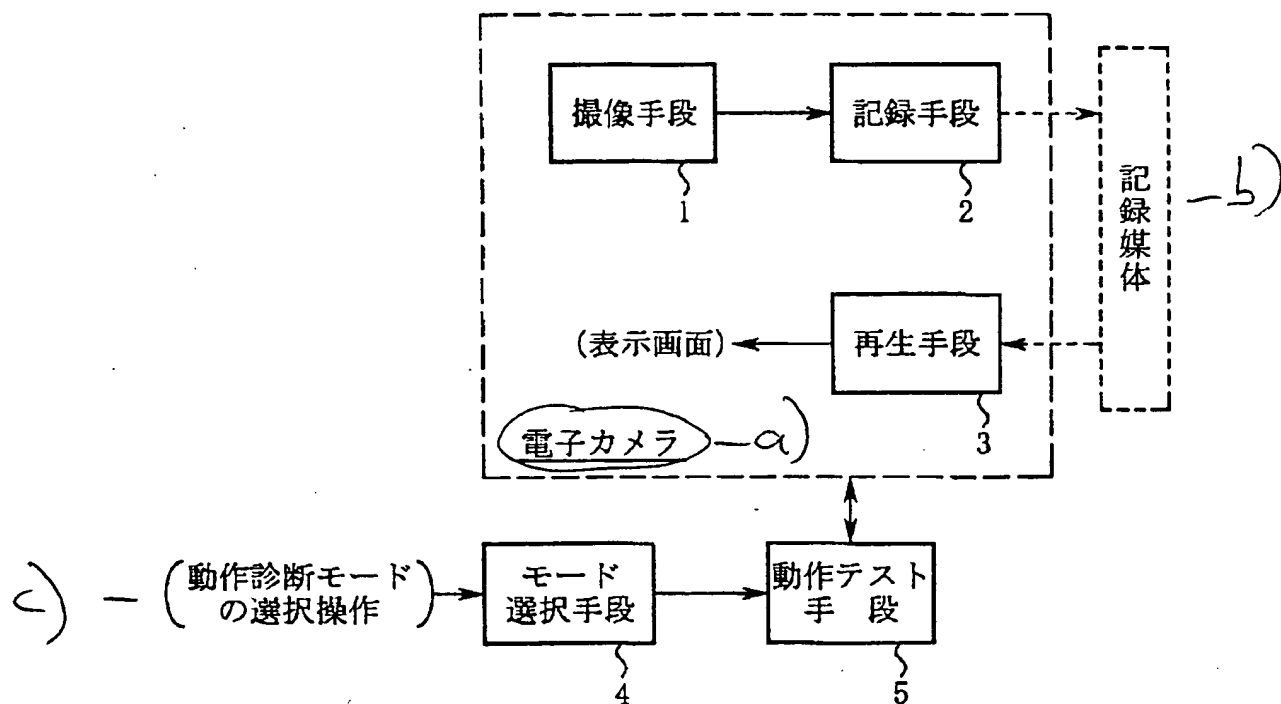 撮像手段
記録手段
1
2
記録媒体
-b)
(表示画面)
再生手段
3
電子カメラ
-a)
c) -
(動作診断モード
の選択操作)
モード
選択手段
動作テスト
手段
4
5